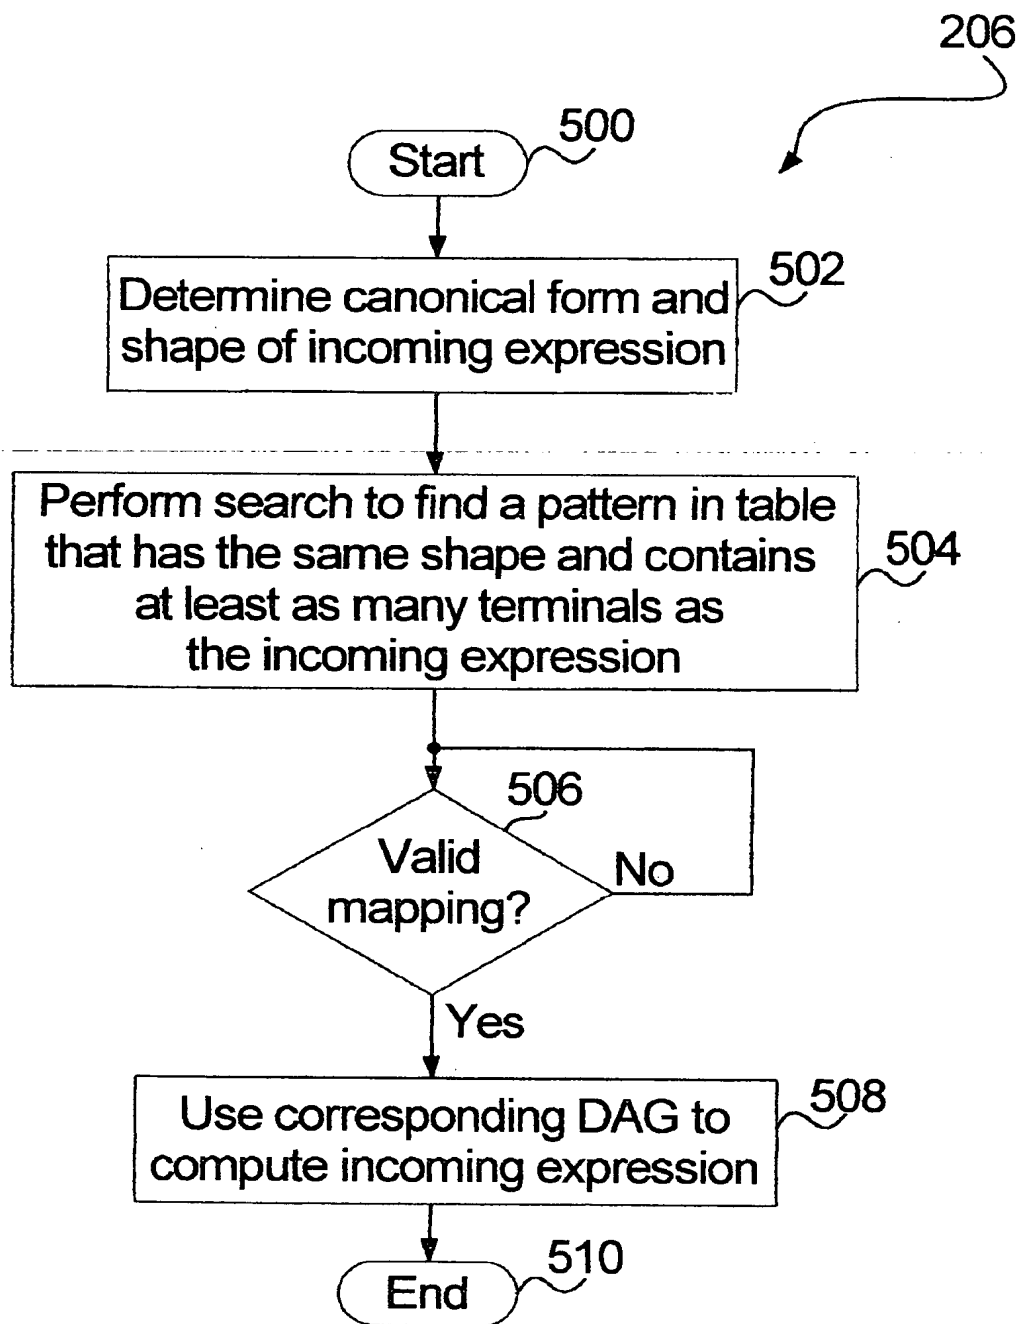 206
500
Start
502
Determine canonical form and
shape of incoming expression
Perform search to find a pattern in table
that has the same shape and contains
at least as many terminals as
the incoming expression
504
506
Valid
mapping?
No
Yes
508
Use corresponding DAG to
compute incoming expression
510
End